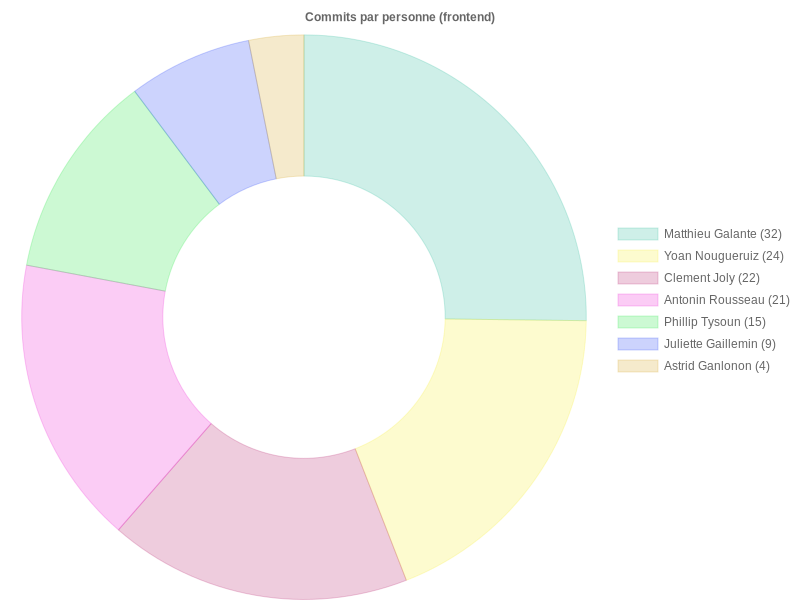 Commits par personne (frontend)
Matthieu Galante (32)
Yoan Nougueruiz (24)
Clement Joly (22)
Antonin Rousseau (21)
Phillip Tysoun (15)
Juliette Gaillemin (9)
Astrid Ganlonon (4)